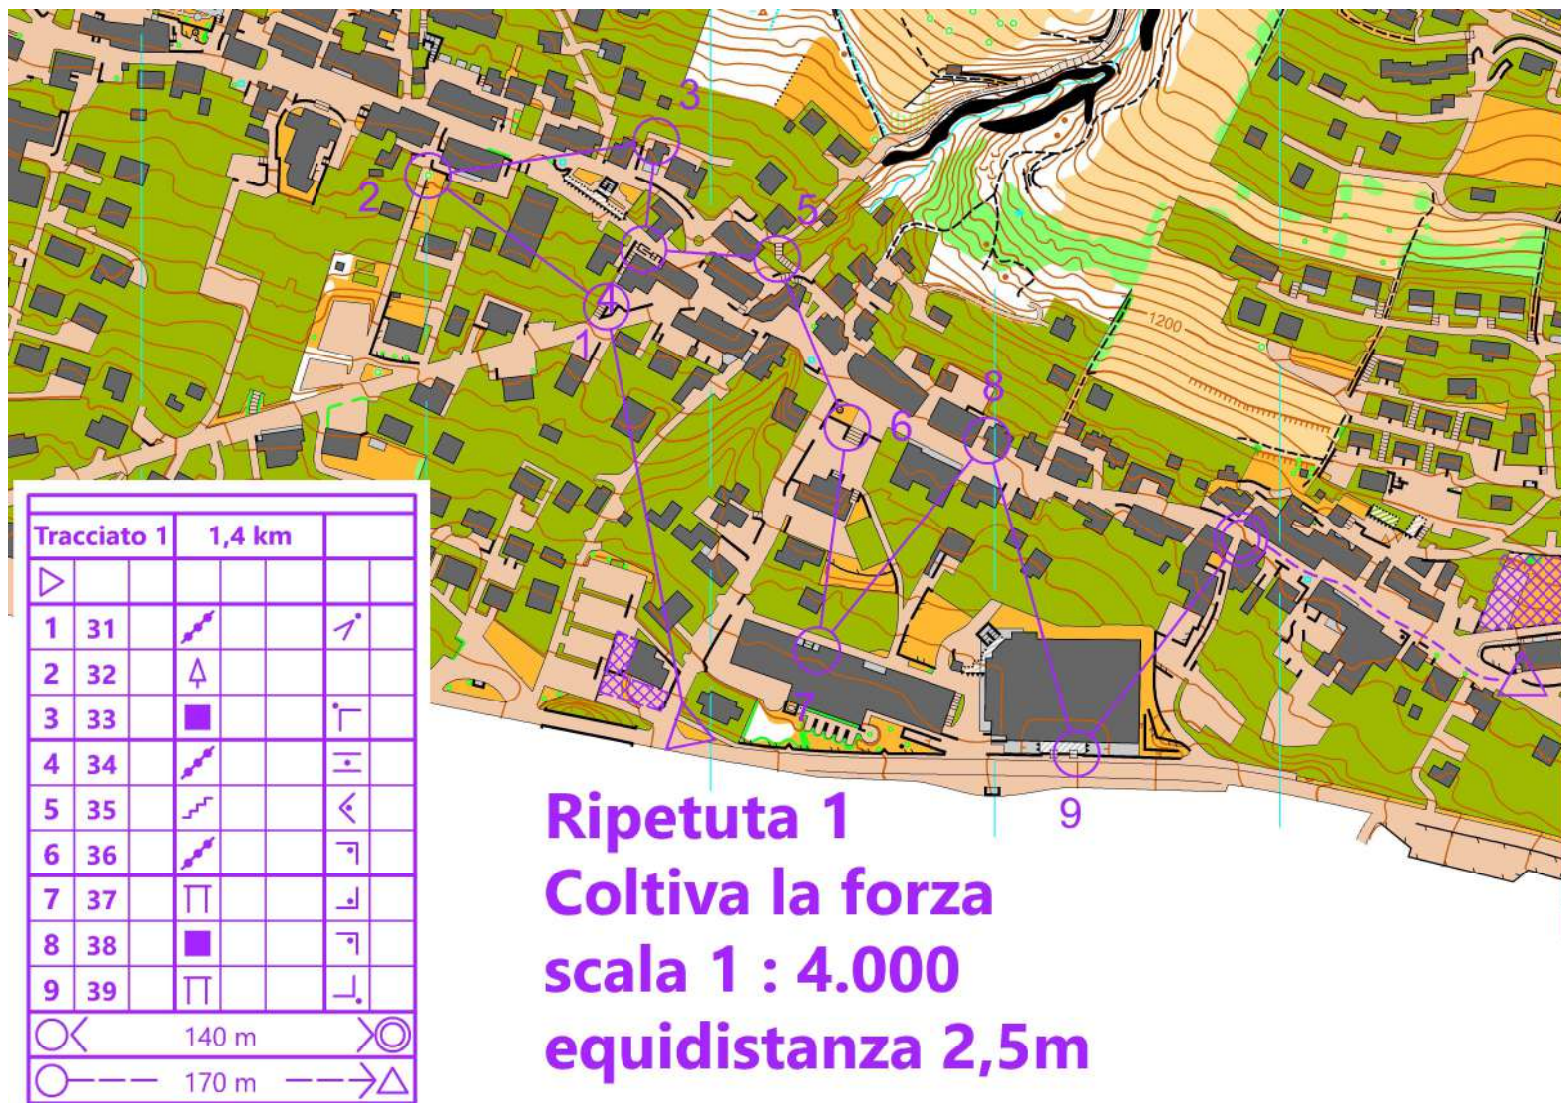 3
2
5
4
1
1200
8
6
7
9
Tracciato 1 1,4 km
1 31
2 32
3 33
4 34
5 35
6 36
7 37
8 38
9 39
140 m
170 m
Ripetuta 1
Coltiva la forza
scala 1 : 4.000
equidistanza 2,5m